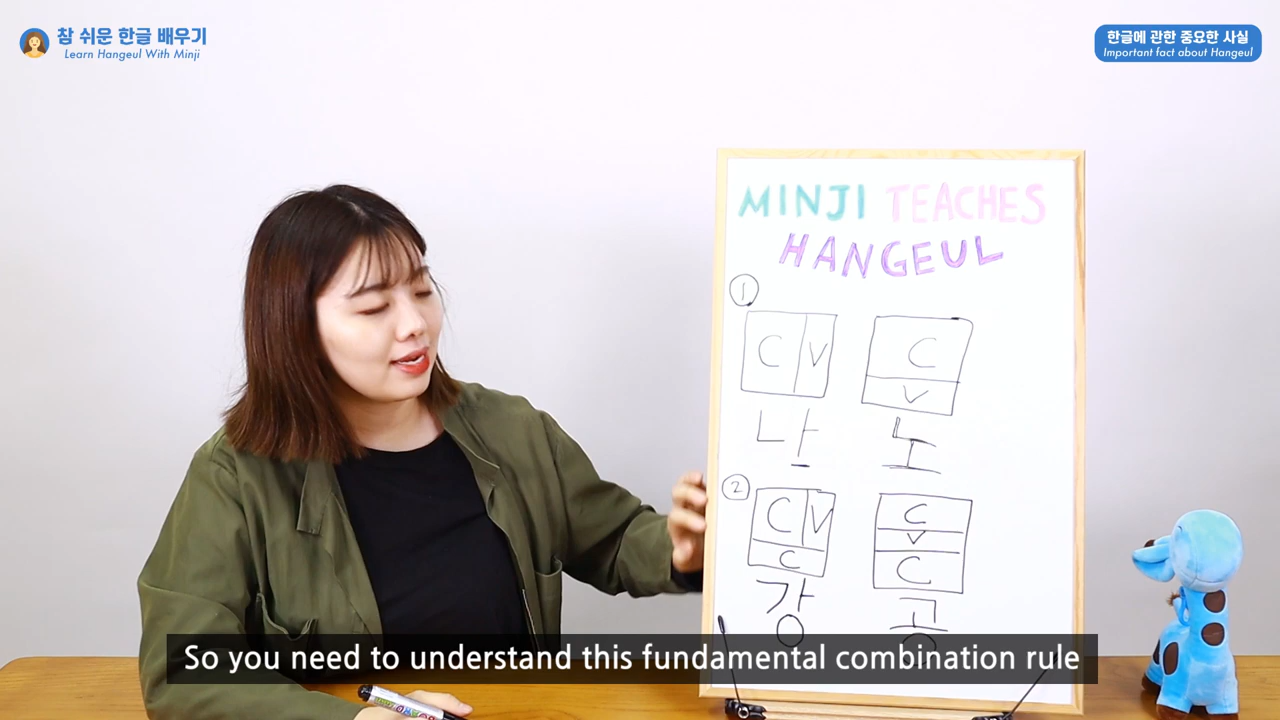 참 쉬운 한글 배우기
Learn Hangeul With Minji
한글에 관한 중요한 사실
Important fact about Hangeul
MINJI TEACHES
HANGEUL
1
C V
C
V
나
노
2
C V
C
C
V
C
강
공
So you need to understand this fundamental combination rule